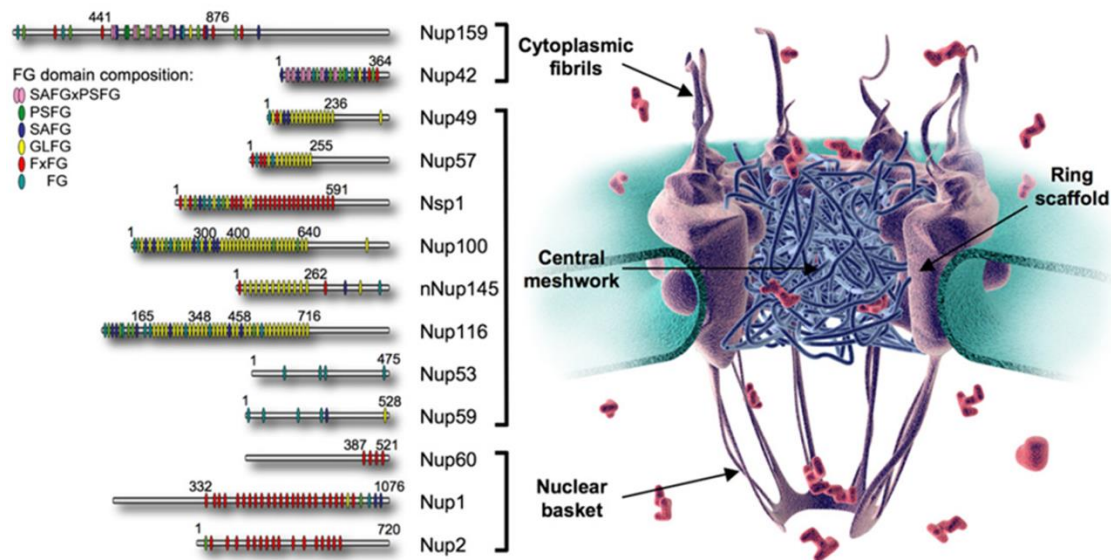 441 876
Nup159
1 364
Nup42
FG domain composition:
SAFGxPSFG
PSFG
SAFG
GLFG
FxFG
FG
1 236
Nup49
1 255
Nup57
1 591
Nsp1
1 300 400 640
Nup100
1 262
nNup145
1 165 348 458 716
Nup116
1 475
Nup53
1 528
Nup59
387 521
Nup60
332 1076
Nup1
1 720
Nup2
Cytoplasmic
fibrils
Ring
scaffold
Central
meshwork
Nuclear
basket